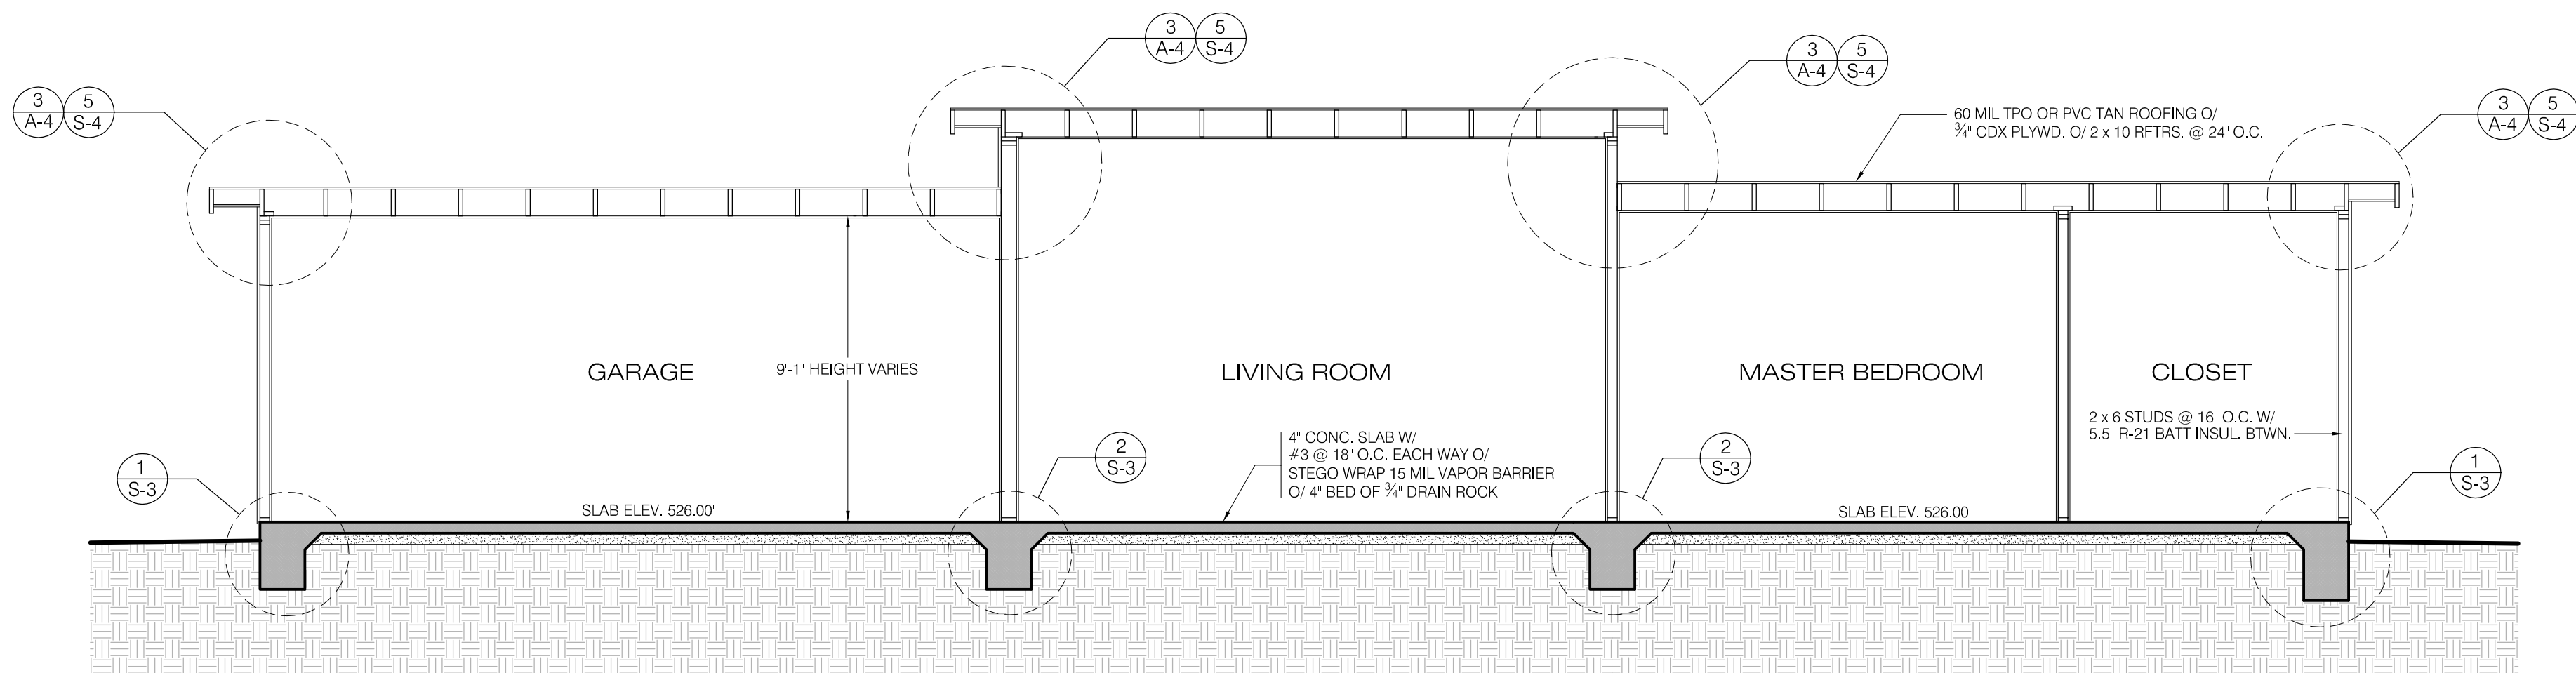 3
A-4
5
S-4
3
A-4
5
S-4
3
A-4
5
S-4
3
A-4
5
S-4
60 MIL TPO OR PVC TAN ROOFING O/
¾" CDX PLYWD. O/ 2 x 10 RFTRS. @ 24" O.C.
GARAGE
9'-1" HEIGHT VARIES
LIVING ROOM
MASTER BEDROOM
CLOSET
2 x 6 STUDS @ 16" O.C. W/
5.5" R-21 BATT INSUL. BTWN.
4" CONC. SLAB W/
#3 @ 18" O.C. EACH WAY O/
STEGO WRAP 15 MIL VAPOR BARRIER
O/ 4" BED OF ¾" DRAIN ROCK
1
S-3
2
S-3
2
S-3
1
S-3
SLAB ELEV. 526.00'
SLAB ELEV. 526.00'